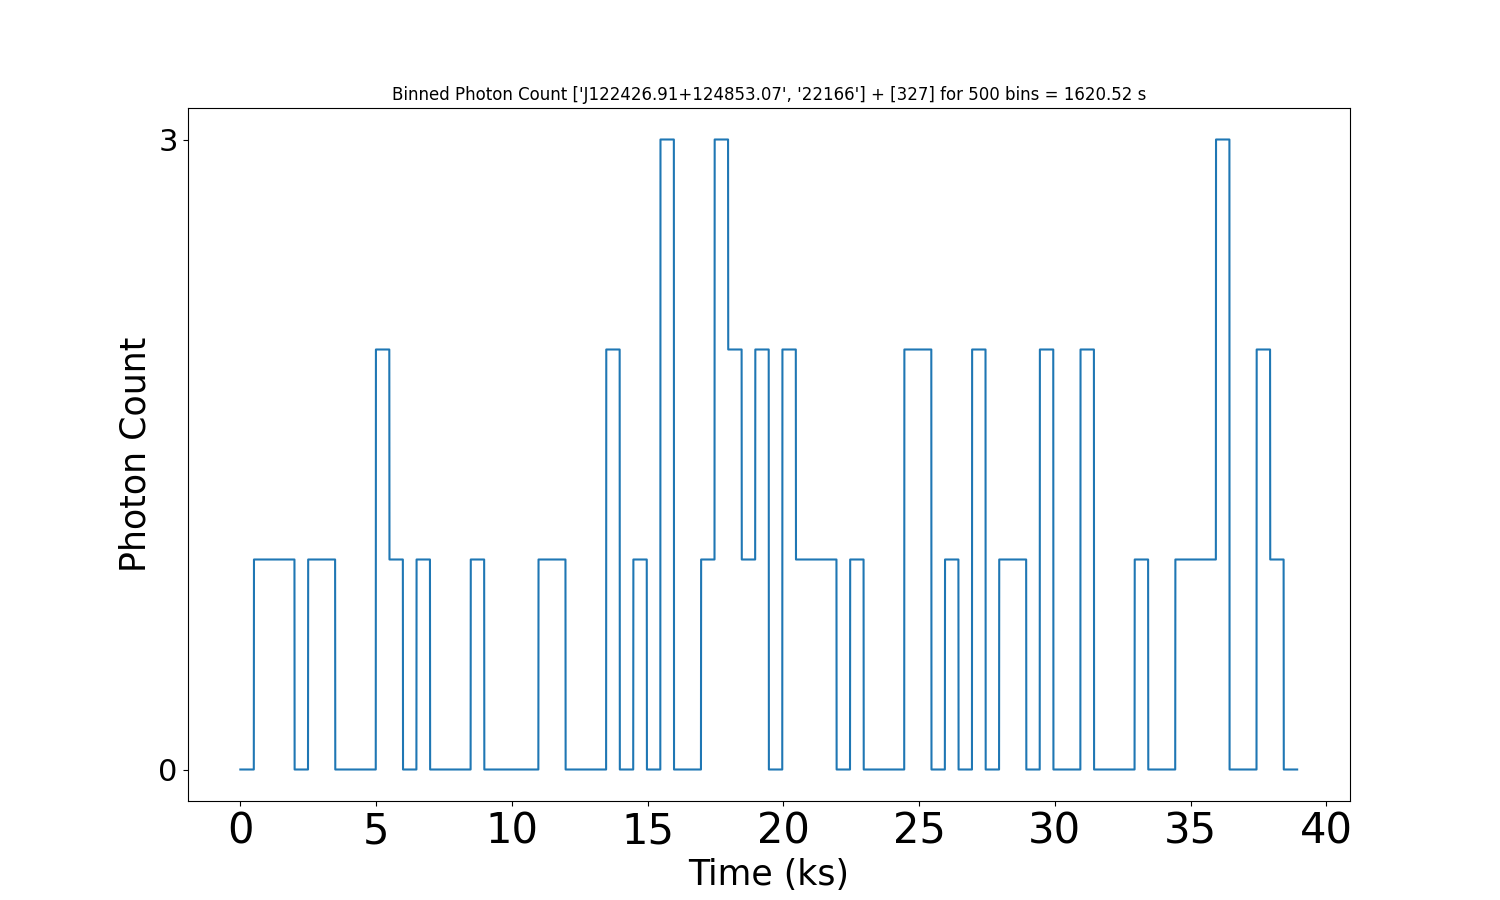 Binned Photon Count ['J122426.91+124853.07', '22166'] + [327] for 500 bins = 1620.52 s
3
Photon Count
0
0 5 10 15 20 25 30 35 40
Time (ks)